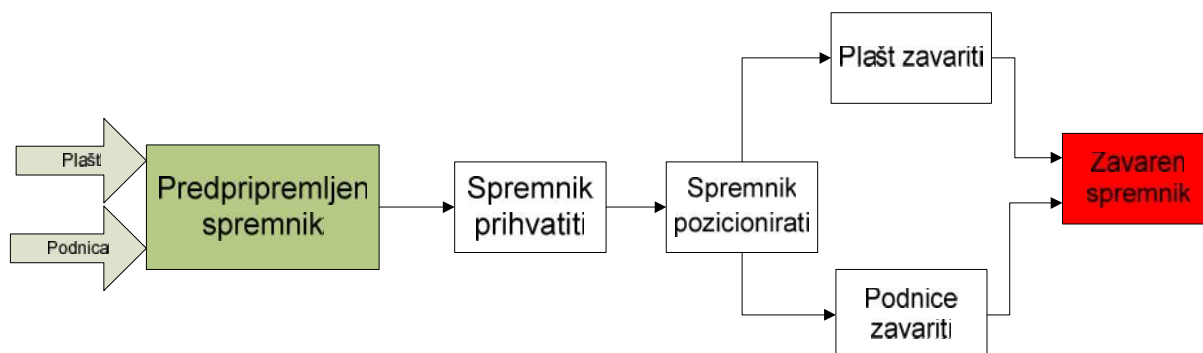 Plašt
Podnica
Predpripremljen
spremnik
Spremnik
prihvatiti
Spremnik
pozicionirati
Plašt zavariti
Podnice
zavariti
Zavaren
spremnik